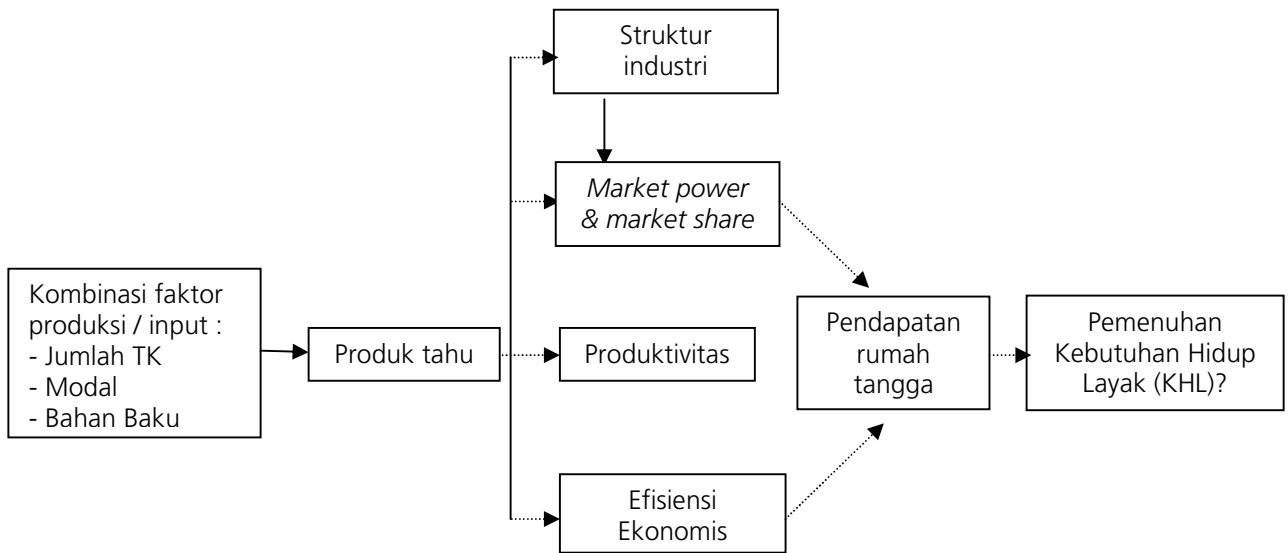 Struktur
industri
Market power
& market share
Kombinasi faktor
produksi / input :
- Jumlah TK
- Modal
- Bahan Baku
Produk tahu
Produktivitas
Pendapatan
rumah
tangga
Pemenuhan
Kebutuhan Hidup
Layak (KHL)?
Efisiensi
Ekonomis